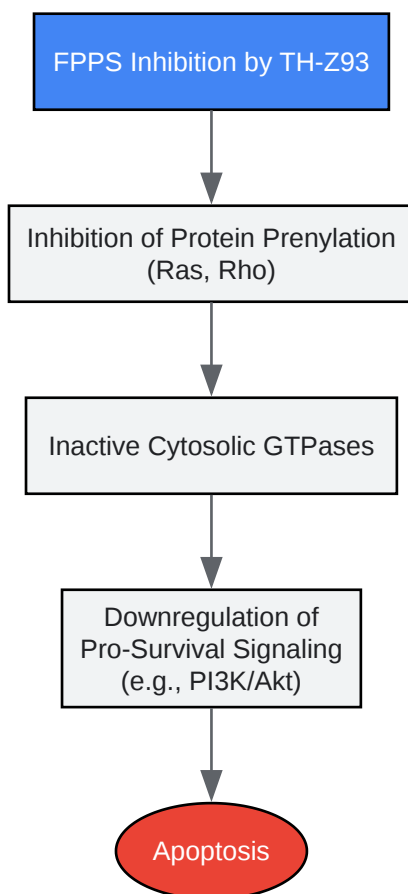 FPPS Inhibition by TH-Z93
Inhibition of Protein Prenylation
(Ras, Rho)
Inactive Cytosolic GTPases
Downregulation of
Pro-Survival Signaling
(e.g., PI3K/Akt)
Apoptosis